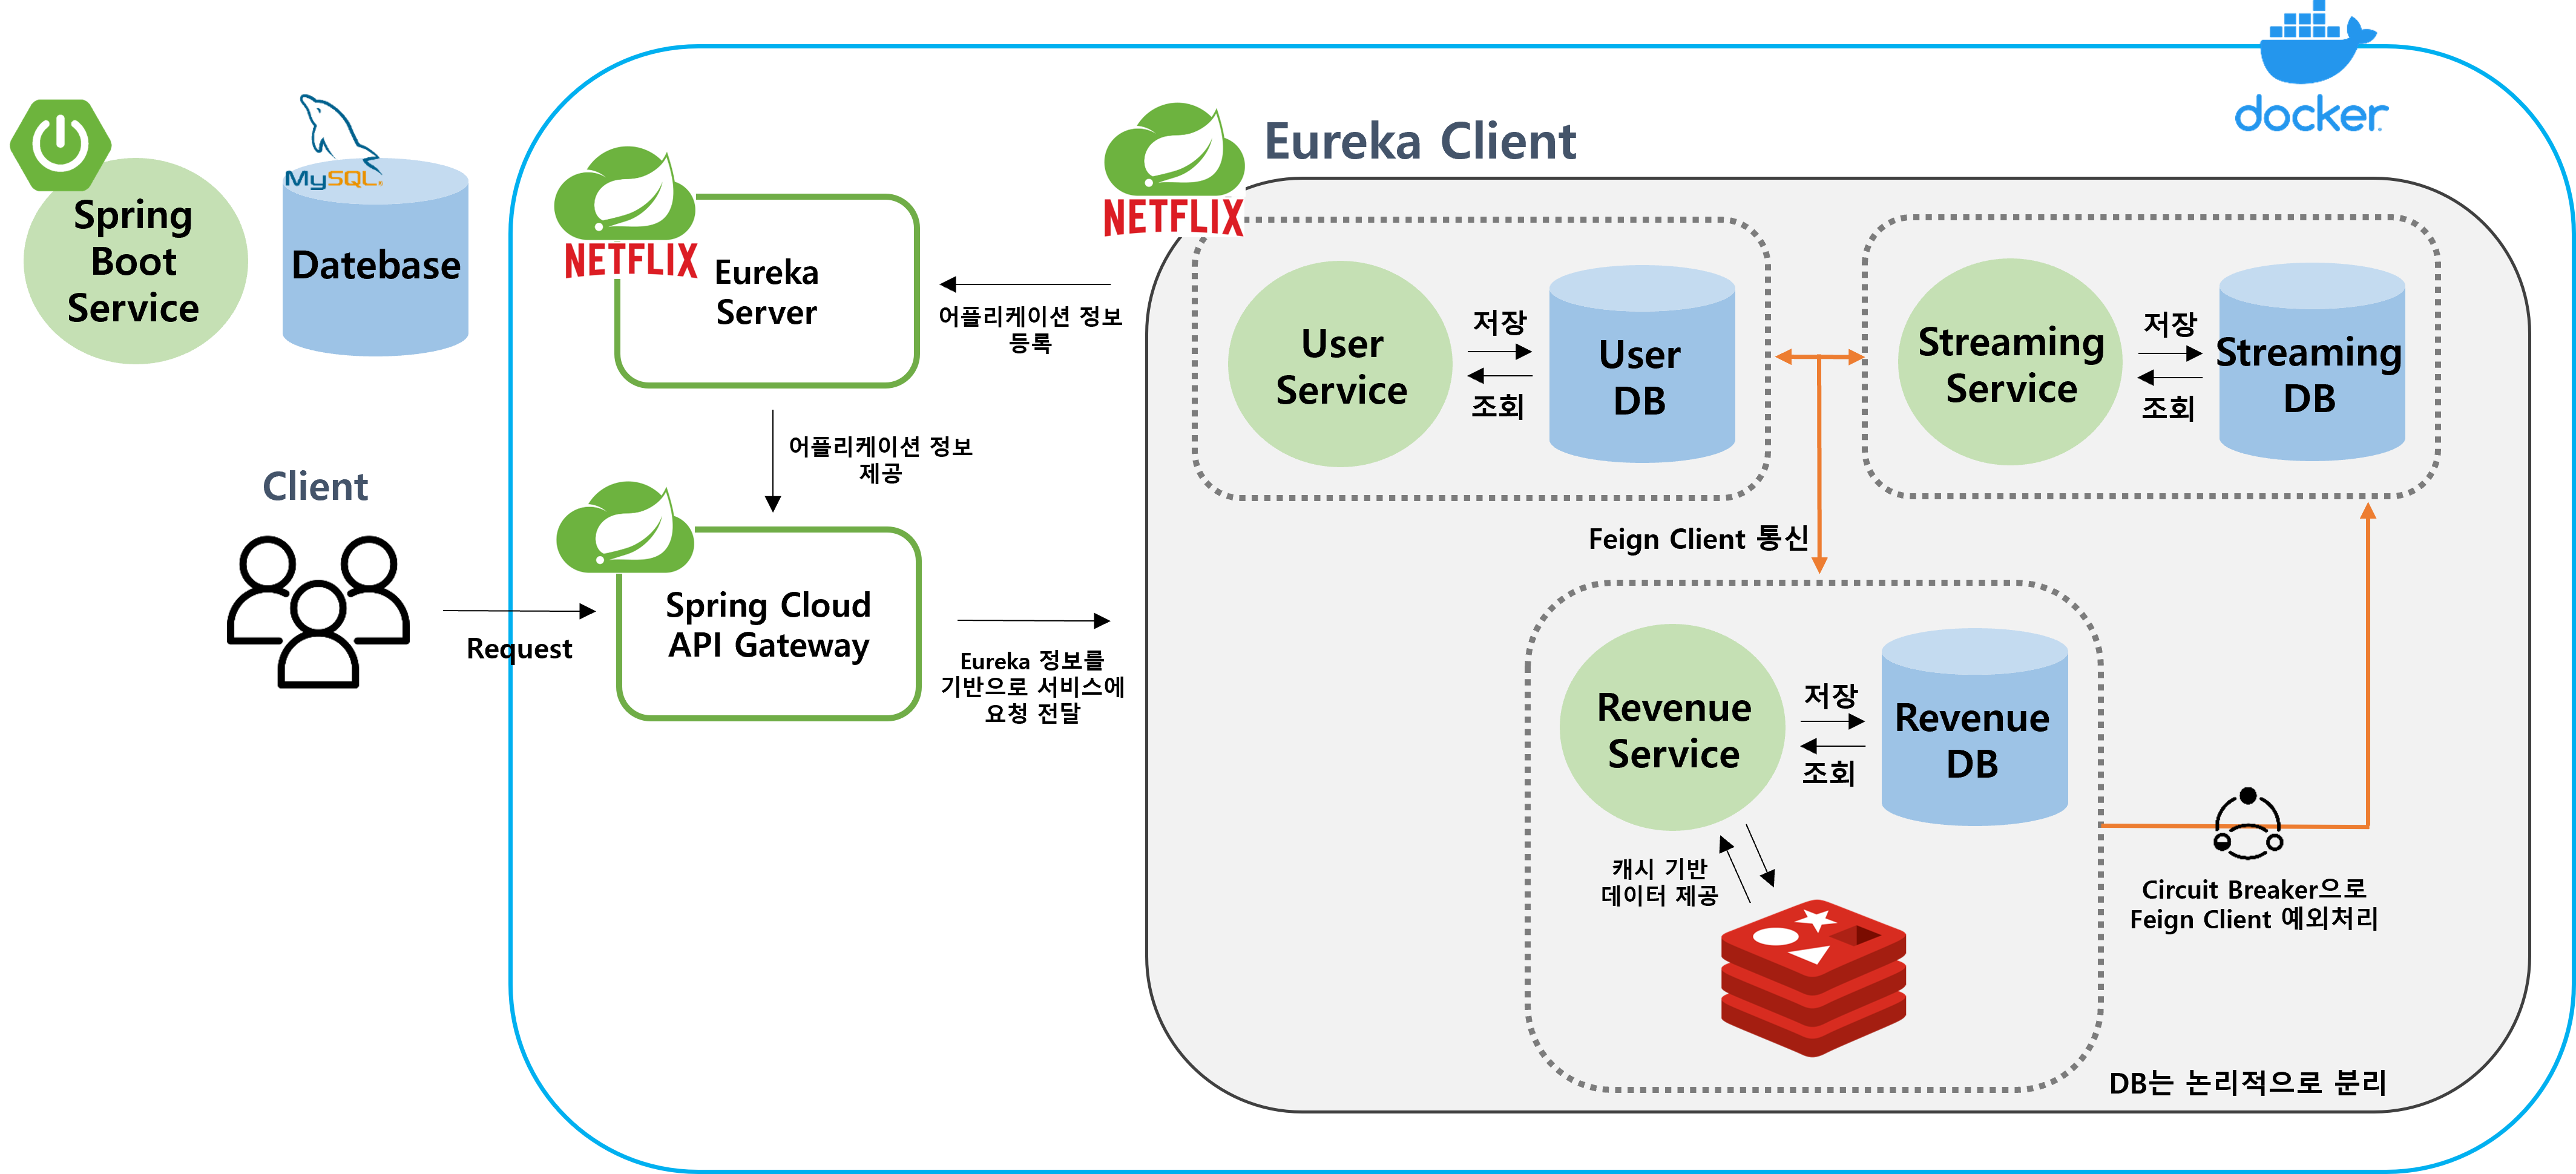 Spring
Boot
Service
MySQL®
Datebase
docker
NETFLIX
Eureka
Server
NETFLIX
Eureka Client
어플리케이션 정보
등록
어플리케이션 정보
제공
Client
Request
Spring Cloud
API Gateway
Eureka 정보를
기반으로 서비스에
요청 전달
User
Service
저장
조회
User
DB
Streaming
Service
저장
조회
Streaming
DB
Feign Client 통신
Revenue
Service
저장
조회
Revenue
DB
캐시 기반
데이터 제공
Circuit Breaker으로
Feign Client 예외처리
DB는 논리적으로 분리